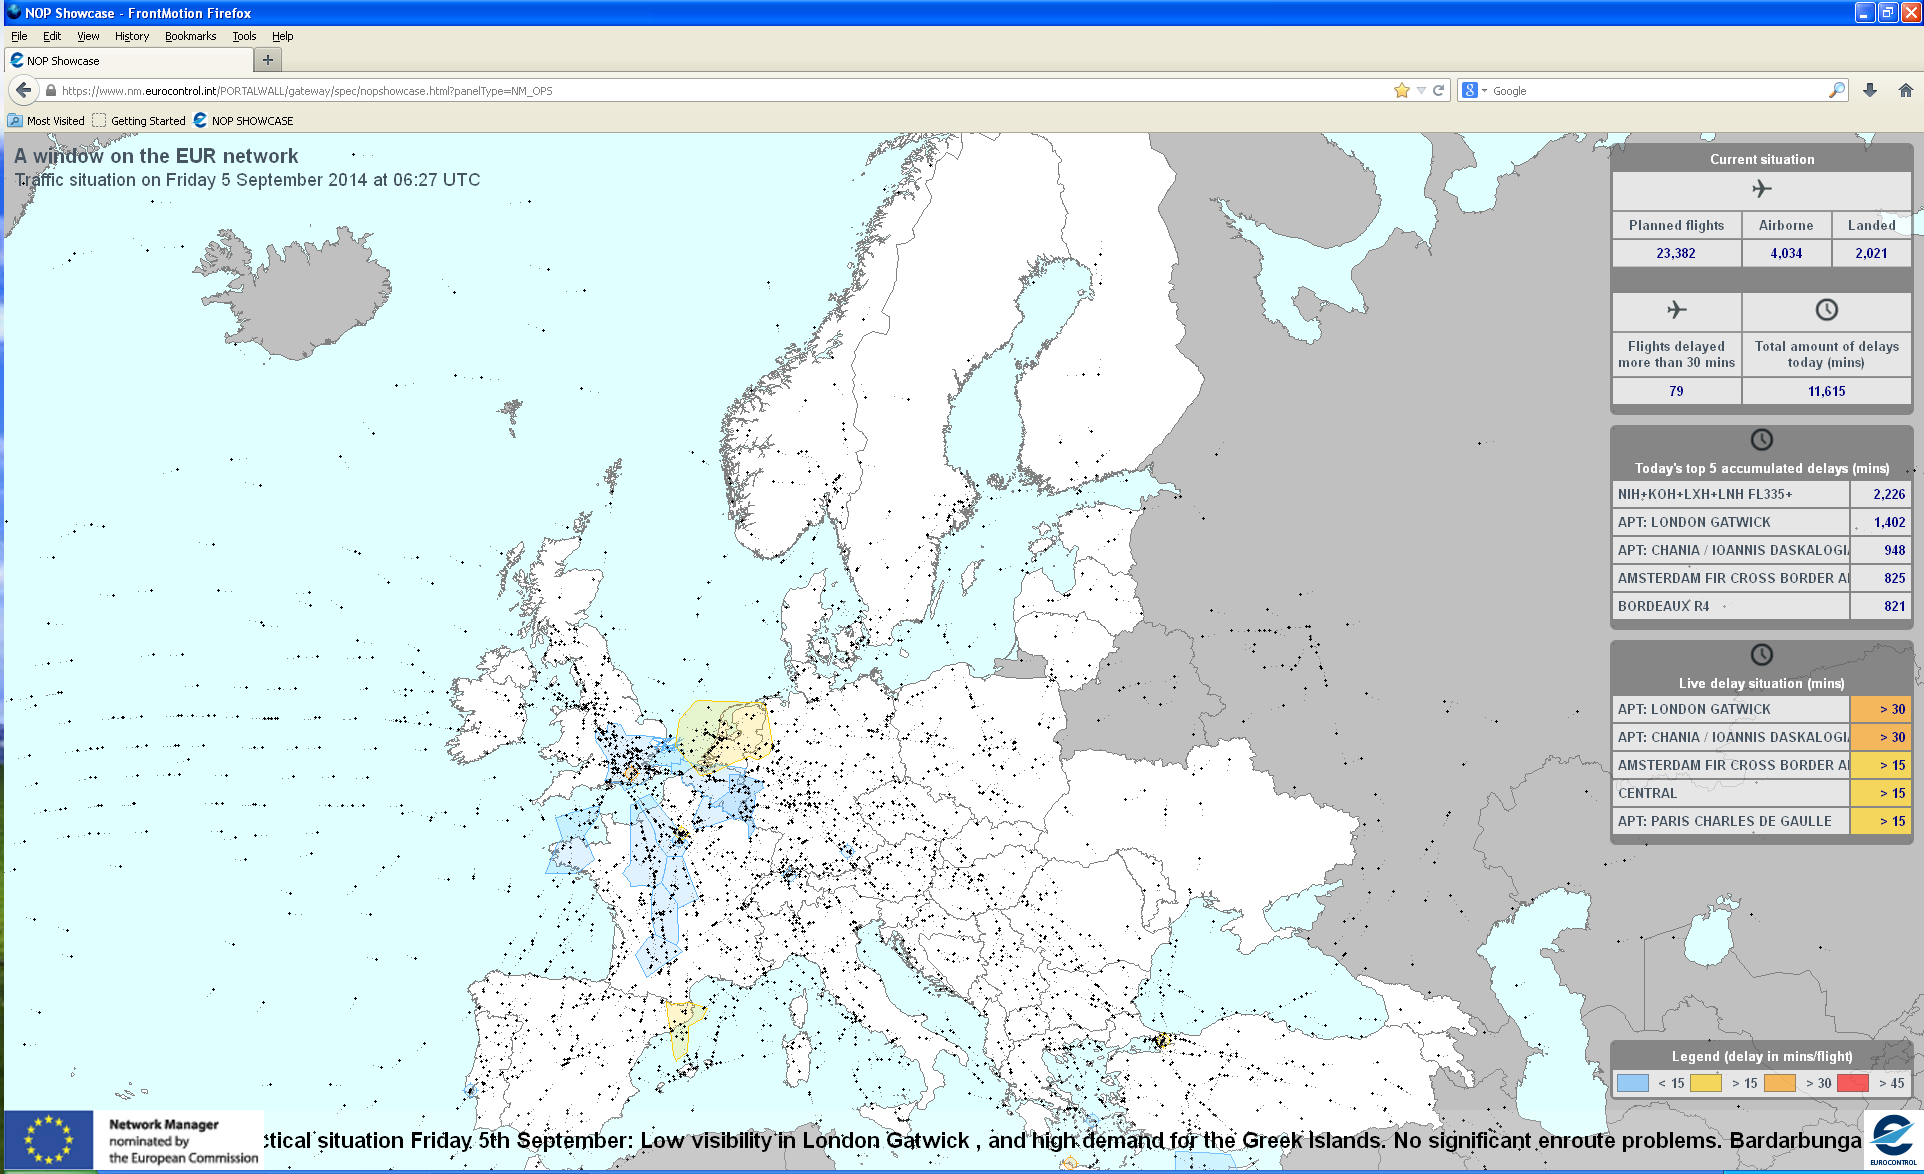 NOP Showcase - FrontMotion Firefox
File Edit View History Bookmarks Tools Help
NOP Showcase
https://www.nm.eurocontrol.int/PORTALWALL/gateway/spec/nopshowcase.html?panelType=NM_OPS
Google
Most Visited Getting Started NOP SHOWCASE
A window on the EUR network
Traffic situation on Friday 5 September 2014 at 06:27 UTC
Current situation
Planned flights Airborne Landed
23,382 4,034 2,021
Flights delayed more than 30 mins
Total amount of delays today (mins)
79 11,615
Today's top 5 accumulated delays (mins)
NIH+KOH+LXH+LNH FL335+ 2,226
APT: LONDON GATWICK 1,402
APT: CHANIA / IOANNIS DASKALOGIA 948
AMSTERDAM FIR CROSS BORDER A 825
BORDEAUX R4 821
Live delay situation (mins)
APT: LONDON GATWICK > 30
APT: CHANIA / IOANNIS DASKALOGIA > 30
AMSTERDAM FIR CROSS BORDER A > 15
CENTRAL > 15
APT: PARIS CHARLES DE GAULLE > 15
Legend (delay in mins/flight)
< 15 > 15 > 30 > 45
Network Manager
nominated by
the European Commission
ctical situation Friday 5th September: Low visibility in London Gatwick , and high demand for the Greek Islands. No significant enroute problems. Bardarbunga
EUROCONTROL